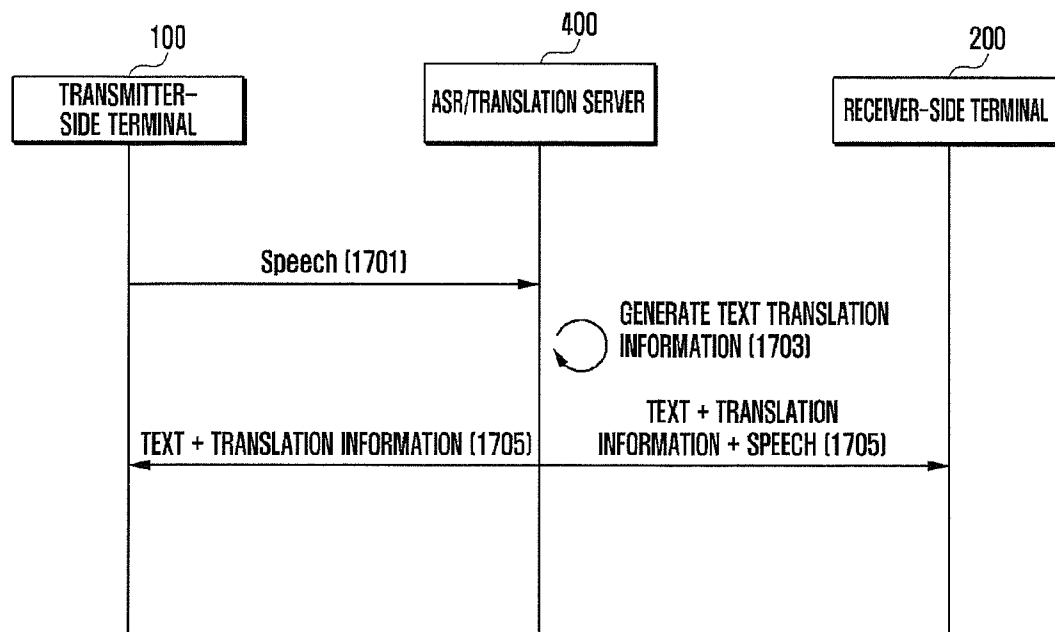 100
400
200
TRANSMITTER-
SIDE TERMINAL
ASR/TRANSLATION SERVER
RECEIVER-SIDE TERMINAL
Speech (1701)
GENERATE TEXT TRANSLATION
INFORMATION (1703)
TEXT + TRANSLATION INFORMATION (1705)
TEXT + TRANSLATION
INFORMATION + SPEECH (1705)